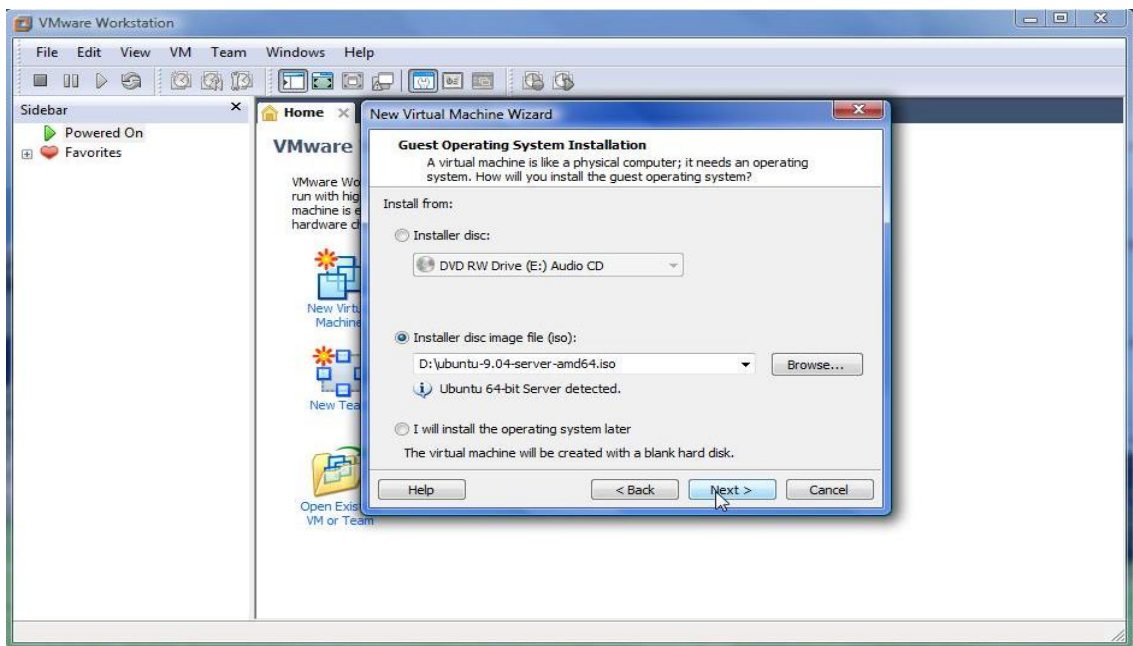 VMware Workstation
File Edit View VM Team Windows Help
Sidebar
Powered On
Favorites
Home
VMware
VMware Wo
run with hig
machine is e
hardware d
New Virtu
Machine
New Tea
Open Exis
VM or Team
New Virtual Machine Wizard
Guest Operating System Installation
A virtual machine is like a physical computer; it needs an operating
system. How will you install the guest operating system?
Install from:
Installer disc:
DVD RW Drive (E:) Audio CD
Installer disc image file (iso):
D:\ubuntu-9.04-server-amd64.iso
Browse...
Ubuntu 64-bit Server detected.
I will install the operating system later
The virtual machine will be created with a blank hard disk.
Help < Back Next > Cancel